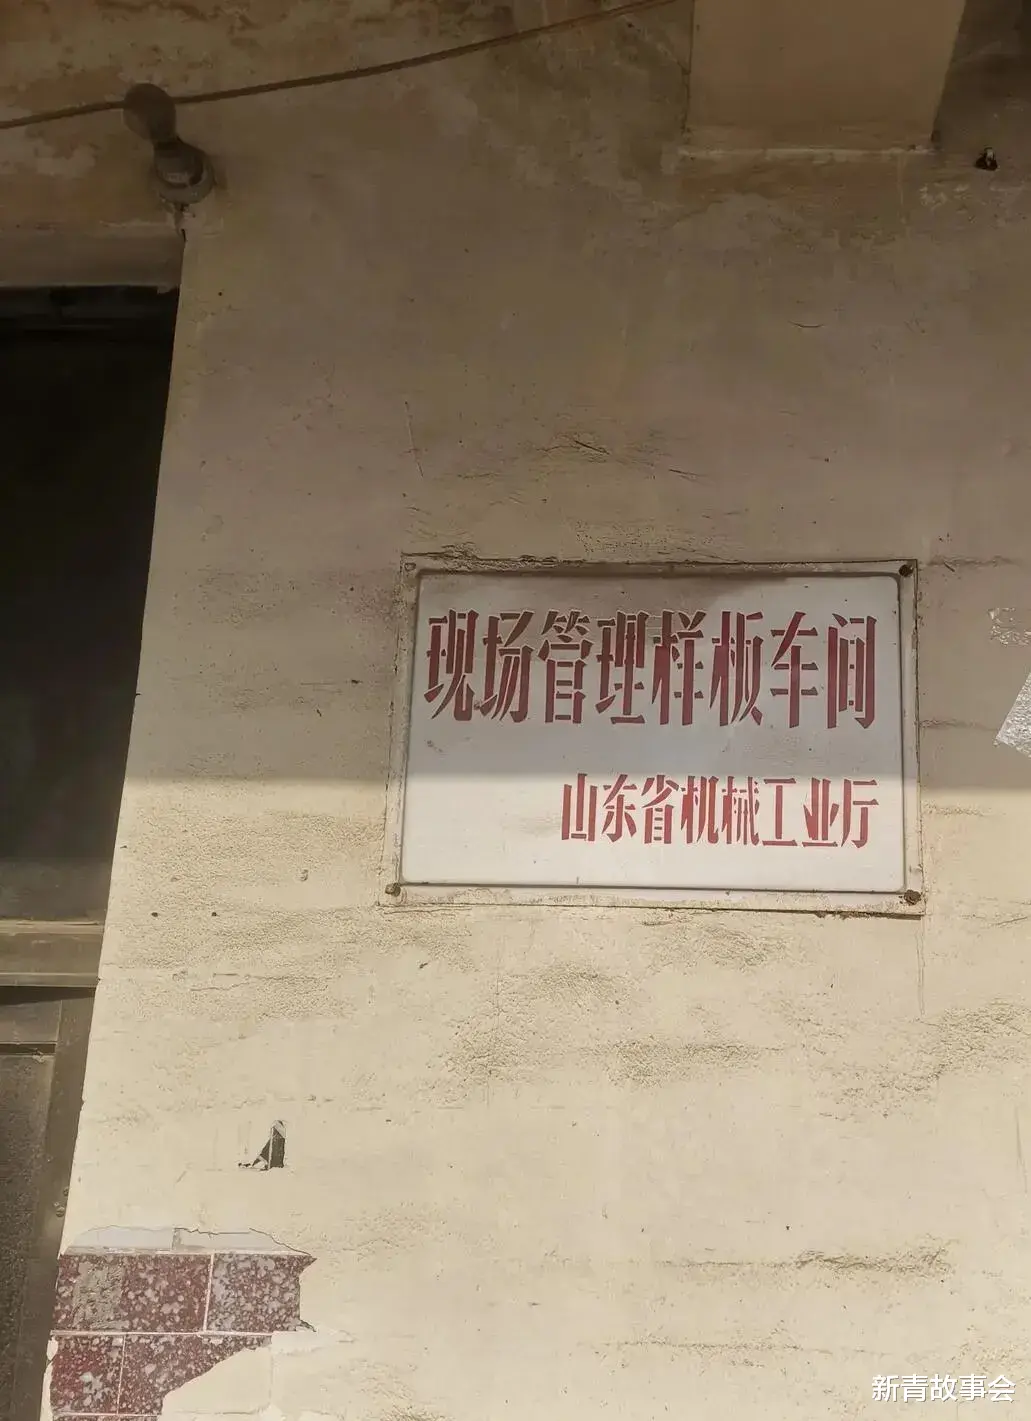 现场管理样板车间
山东省机械工业厅
新青故事会